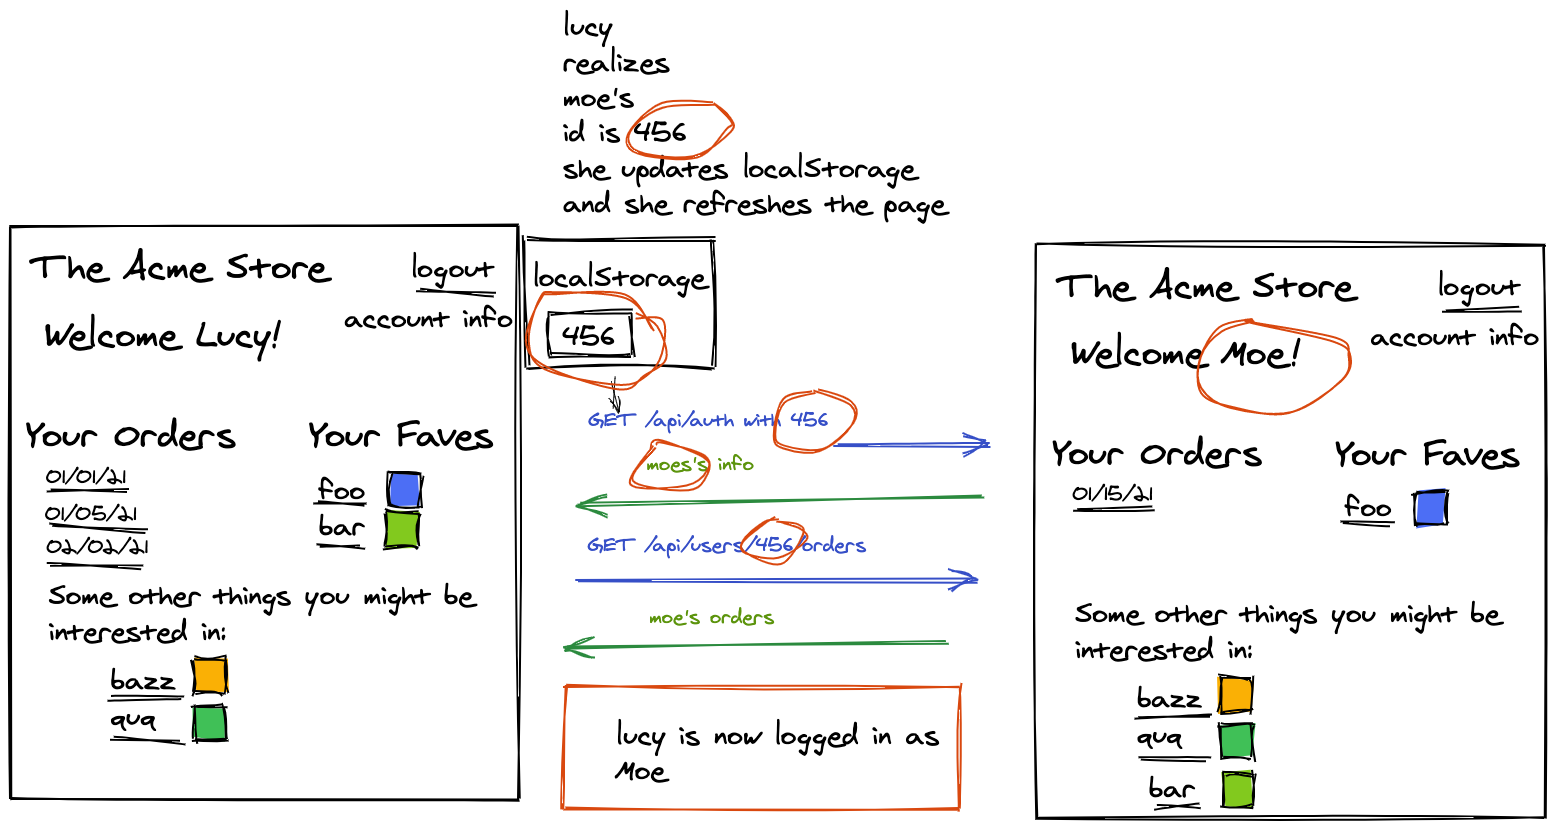 lucy
realizes
moe's
id is 456
she updates localStorage
and she refreshes the page
The Acme Store
logout
account info
Welcome Lucy!
Your Orders
01/01/21
01/05/21
02/02/21
Your Faves
foo
bar
Some other things you might be
interested in:
bazz
quq
localStorage
456
GET /api/auth with 456
moes's info
GET /api/users/456/orders
moe's orders
lucy is now logged in as
Moe
The Acme Store
logout
account info
Welcome Moe!
Your Orders
01/15/21
Your Faves
foo
Some other things you might be
interested in:
bazz
quq
bar